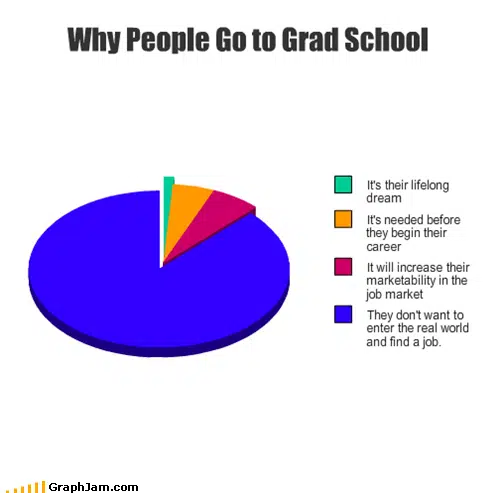 Why People Go to Grad School
It's their lifelong
dream
It's needed before
they begin their
career
It will increase their
marketability in the
job market
They don't want to
enter the real world
and find a job.
GraphJam.com